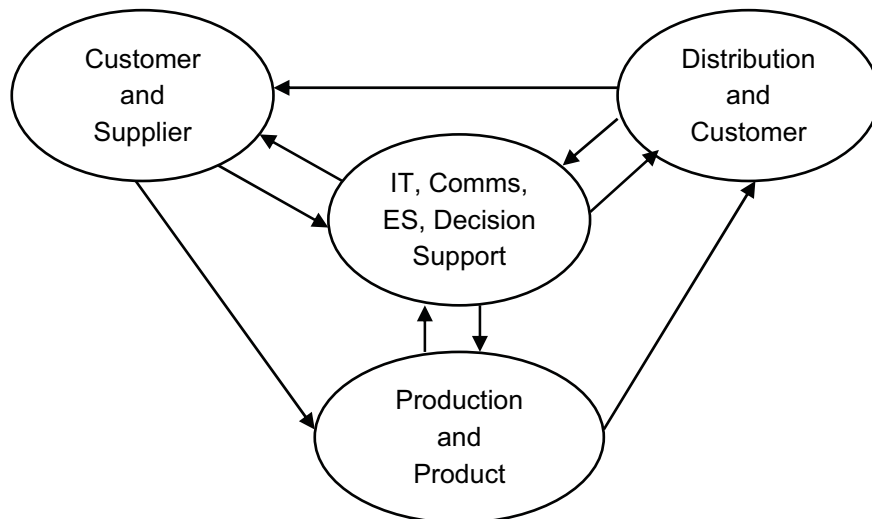 Customer
and
Supplier
Distribution
and
Customer
IT, Comms,
ES, Decision
Support
Production
and
Product